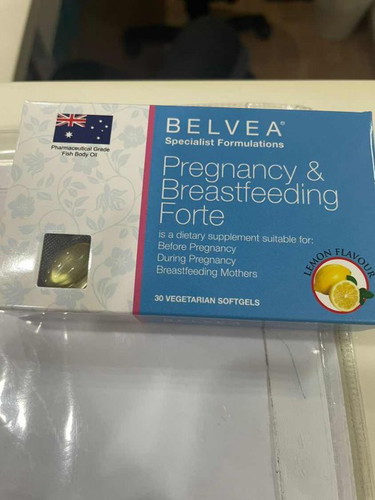 BELVEA®
Specialist Formulations
Pharmaceutical Grade
Fish Body Oil
Pregnancy &
Breastfeeding
Forte
is a dietary supplement suitable for:
Before Pregnancy
During Pregnancy
Breastfeeding Mothers
30 VEGETARIAN SOFTGELS
LEMON FLAVOUR